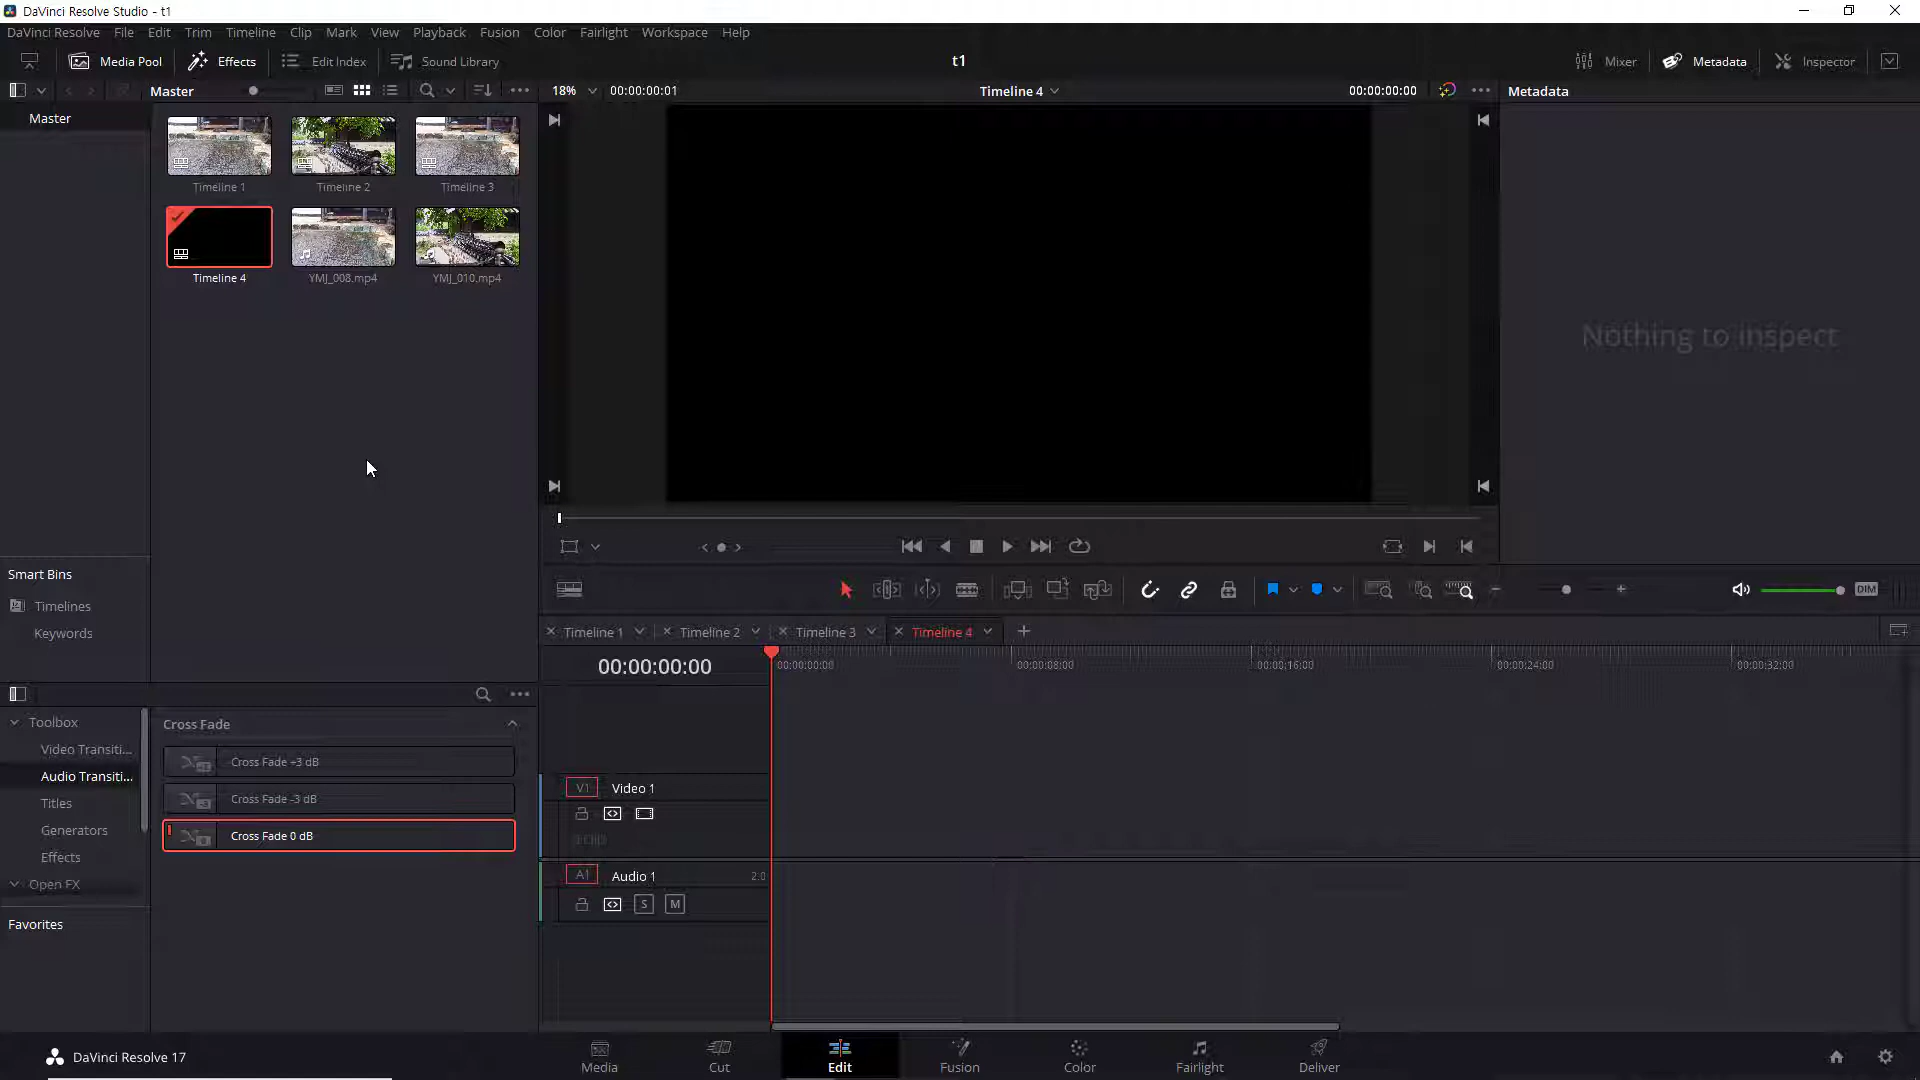 DaVinci Resolve Studio - t1
DaVinci Resolve File Edit Trim Timeline Clip Mark View Playback Fusion Color Fairlight Workspace Help
Media Pool Effects Edit Index Sound Library t1 Mixer Metadata Inspector
Master 18% 00:00:00:01 Timeline 4 00:00:00:00 Metadata
Master
Timeline 1 Timeline 2 Timeline 3
Timeline 4 YMJ_008.mp4 YMJ_010.mp4
Nothing to inspect
Smart Bins
Timelines
Keywords
DIM
Timeline 1 Timeline 2 Timeline 3 Timeline 4
00:00:00:00 00:00:00:00 00:00:08:00 00:00:16:00 00:00:24:00 00:00:32:00
Toolbox
Video Transiti...
Audio Transiti...
Titles
Generators
Effects
Open FX
Favorites
Cross Fade
Cross Fade +3 dB
Cross Fade -3 dB
Cross Fade 0 dB
V1 Video 1
A1 Audio 1 2.0
S M
DaVinci Resolve 17
Media Cut Edit Fusion Color Fairlight Deliver